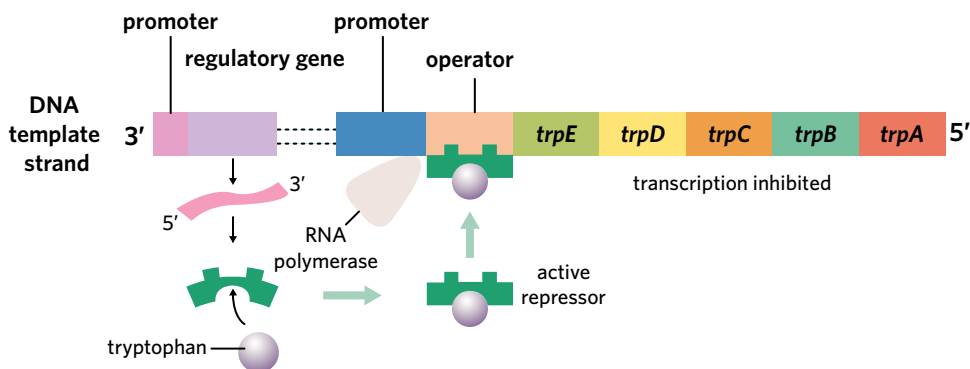 promoter
regulatory gene
promoter
operator
DNA
template
strand
3′
trpE
trpD
trpC
trpB
trpA
5′
transcription inhibited
3′
5′
RNA
polymerase
active
repressor
tryptophan